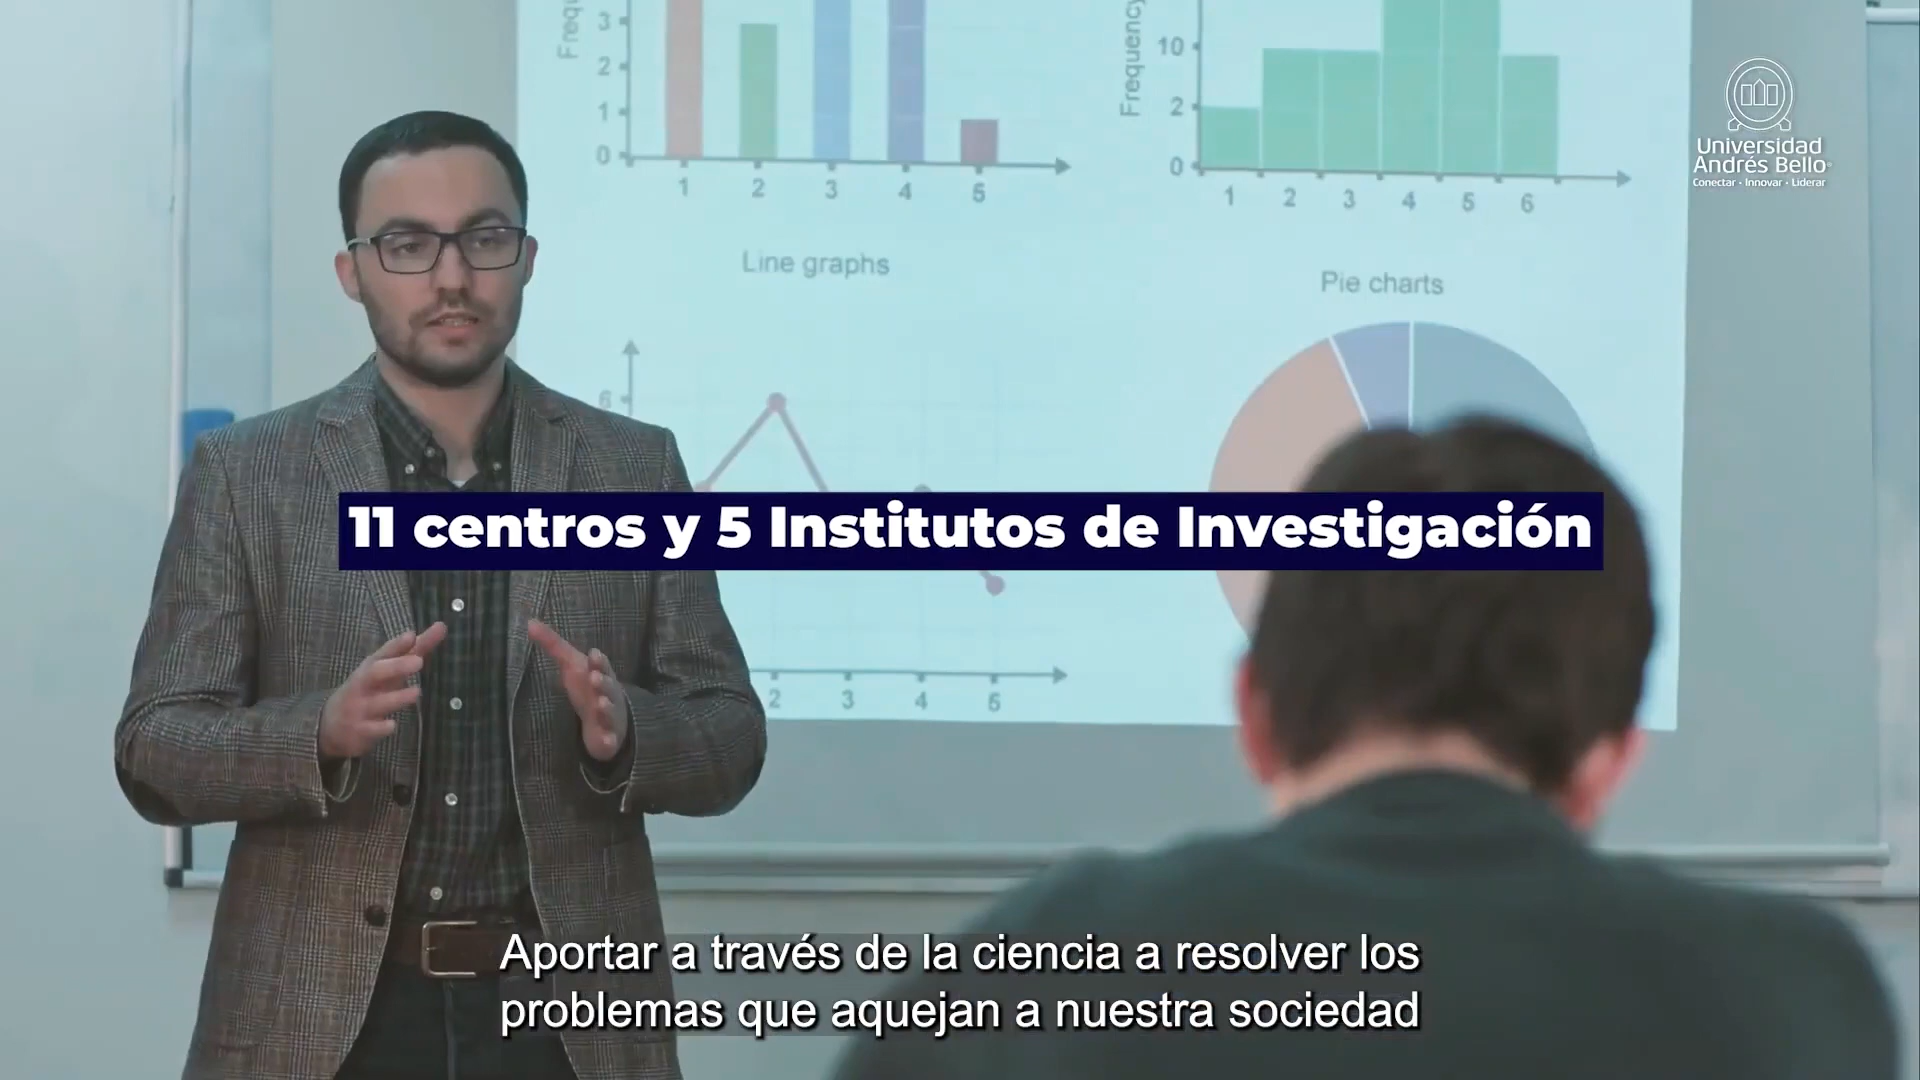 Frequ
3
2
1
0
1 2 3 4 5
Frequency
10
2
0
1 2 3 4 5 6
Universidad
Andrés Bello
Conectar • Innovar • Liderar
Line graphs
Pie charts
6
11 centros y 5 Institutos de Investigación
2 3 4 5
Aportar a través de la ciencia a resolver los
problemas que aquejan a nuestra sociedad